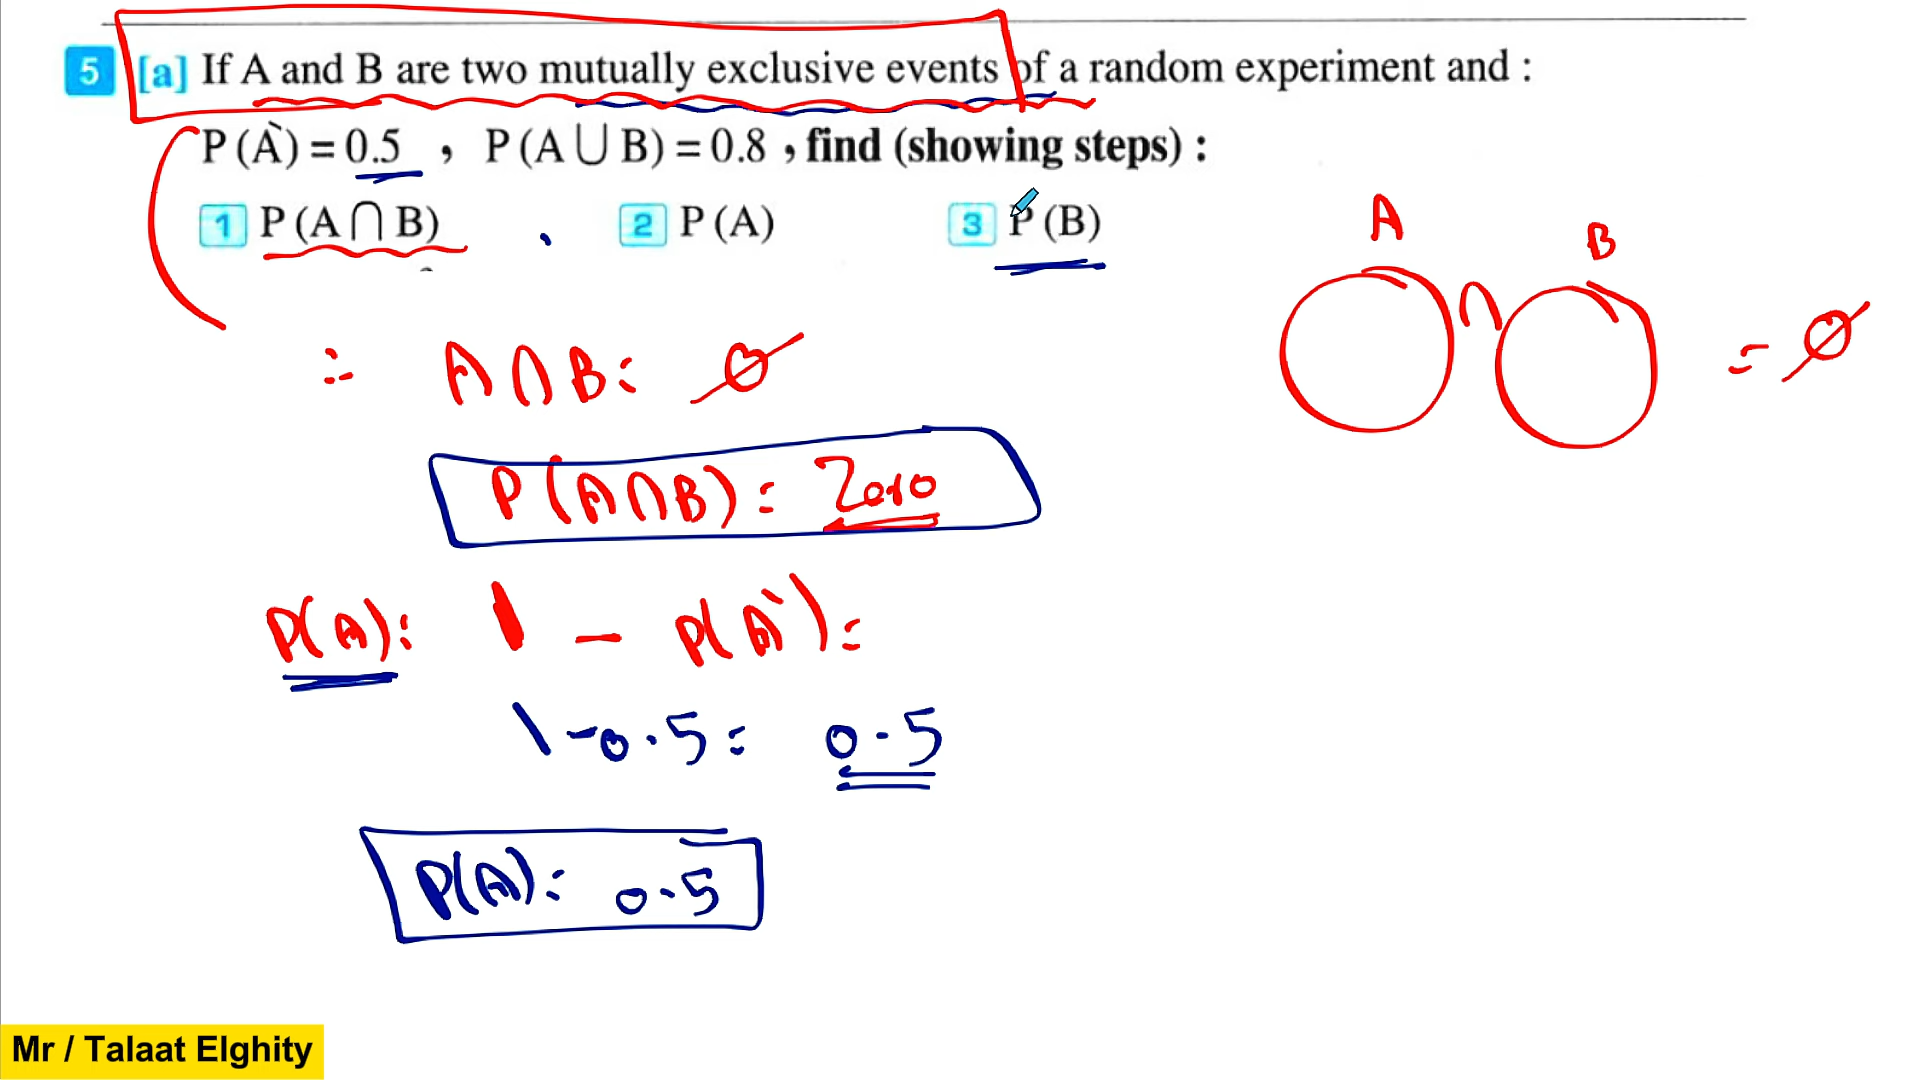 5 [a] If A and B are two mutually exclusive events of a random experiment and :
P (À) = 0.5 , P (A ⋃ B) = 0.8 , find (showing steps) :
1 P (A ⋂ B) 2 P (A) 3 P (B)
A
B
∩ = ∅
∴ A ∩ B = ∅
P (A ∩ B) = Zero
P(A) = 1 - P(À) =
1 - 0.5 = 0.5
P(A) = 0.5
Mr / Talaat Elghity